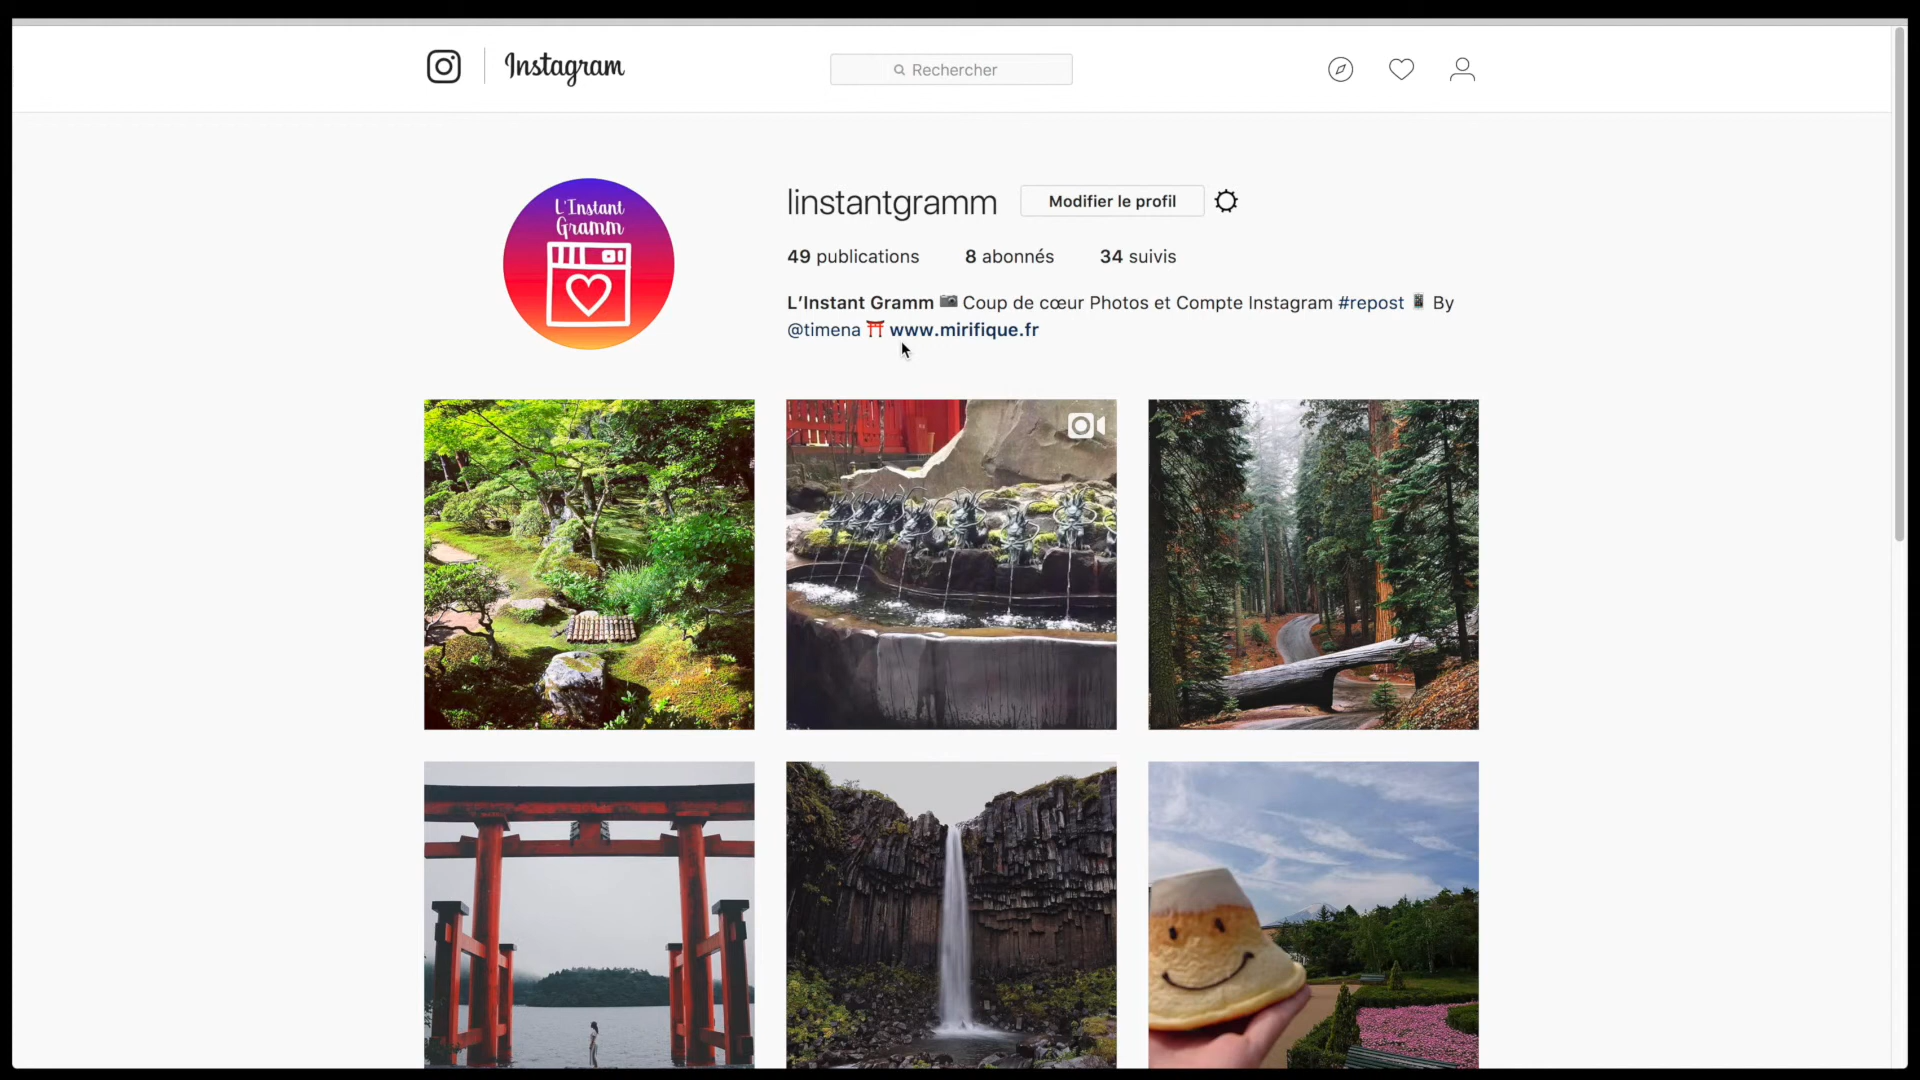 Instagram
Rechercher
L'Instant
Gramm
linstantgramm Modifier le profil
49 publications 8 abonnés 34 suivis
L'Instant Gramm 📷 Coup de cœur Photos et Compte Instagram #repost 📱 By
@timena ⛩ www.mirifique.fr